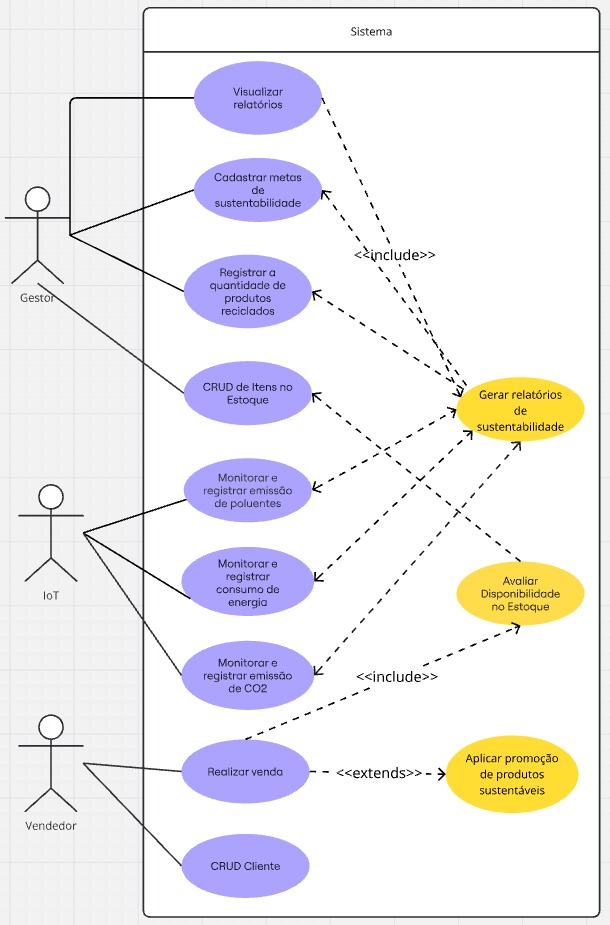 Sistema
Visualizar
relatórios
Cadastrar metas
de
sustentabilidade
<<include>>
Registrar a
quantidade de
produtos
reciclados
Gestor
CRUD de Itens no
Estoque
Gerar relatórios
de
sustentabilidade
Monitorar e
registrar emissão
de poluentes
Monitorar e
registrar
consumo de
energia
IoT
Avaliar
Disponibilidade
no Estoque
Monitorar e
registrar emissão
de CO2
<<include>>
Realizar venda
<<extends>>
Aplicar promoção
de produtos
sustentáveis
Vendedor
CRUD Cliente